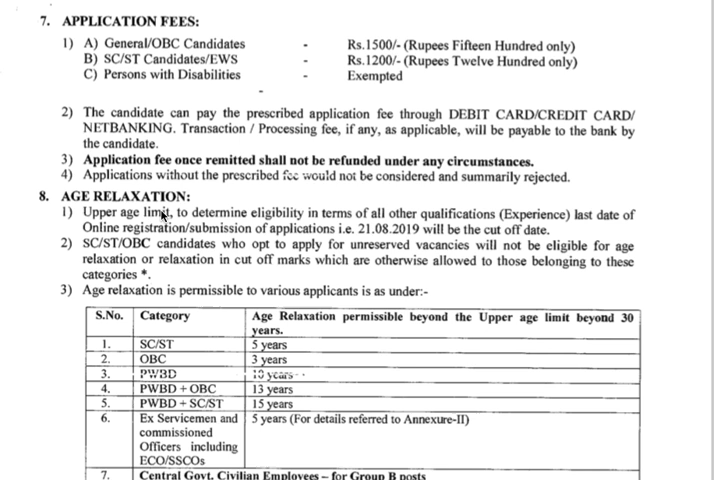 7. APPLICATION FEES:
1) A) General/OBC Candidates - Rs.1500/- (Rupees Fifteen Hundred only)
B) SC/ST Candidates/EWS - Rs.1200/- (Rupees Twelve Hundred only)
C) Persons with Disabilities - Exempted
2) The candidate can pay the prescribed application fee through DEBIT CARD/CREDIT CARD/
NETBANKING. Transaction / Processing fee, if any, as applicable, will be payable to the bank by
the candidate.
3) Application fee once remitted shall not be refunded under any circumstances.
4) Applications without the prescribed fee would not be considered and summarily rejected.
8. AGE RELAXATION:
1) Upper age limit, to determine eligibility in terms of all other qualifications (Experience) last date of
Online registration/submission of applications i.e. 21.08.2019 will be the cut off date.
2) SC/ST/OBC candidates who opt to apply for unreserved vacancies will not be eligible for age
relaxation or relaxation in cut off marks which are otherwise allowed to those belonging to these
categories *.
3) Age relaxation is permissible to various applicants is as under:-
S.No. Category Age Relaxation permissible beyond the Upper age limit beyond 30
years.
1. SC/ST 5 years
2. OBC 3 years
3. PWBD 10 years
4. PWBD + OBC 13 years
5. PWBD + SC/ST 15 years
6. Ex Servicemen and 5 years (For details referred to Annexure-II)
commissioned
Officers including
ECO/SSCOs
7. Central Govt. Civilian Employees – for Group B posts